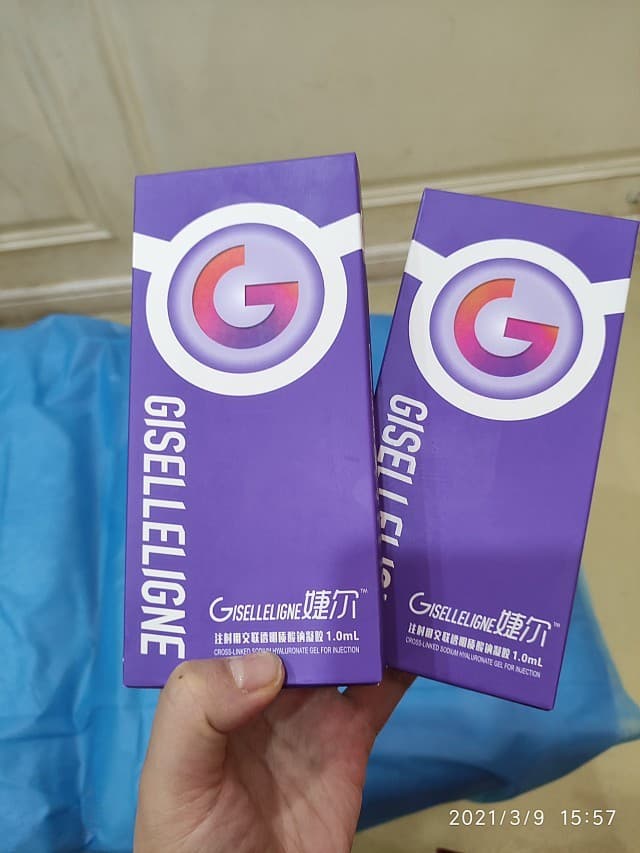 G
GISELLELIGNE
GISELLELIGNE婕尔™
注射用交联透明质酸钠凝胶 1.0mL
CROSS-LINKED SODIUM HYALURONATE GEL FOR INJECTION
G
GISELLELIG
GISELLELIGNE婕尔™
注射用交联透明质酸钠凝胶 1.0mL
CROSS-LINKED SODIUM HYALURONATE GEL FOR INJECTION
2021/3/9 15:57